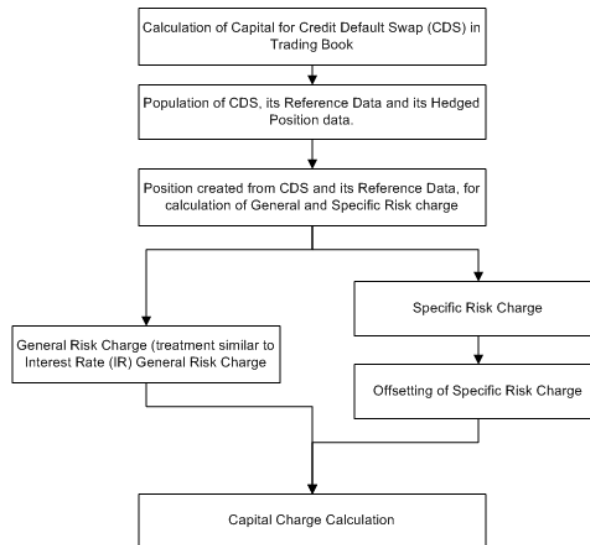 Calculation of Capital for Credit Default Swap (CDS) in
Trading Book
Population of CDS, its Reference Data and its Hedged
Position data.
Position created from CDS and its Reference Data, for
calculation of General and Specific Risk charge
Specific Risk Charge
General Risk Charge (treatment similar to
Interest Rate (IR) General Risk Charge
Offsetting of Specific Risk Charge
Capital Charge Calculation